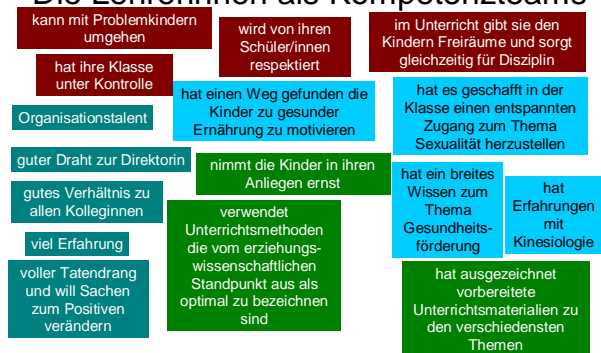 Die Lehrerinnen als Kompetenzteams
kann mit Problemkindern
umgehen
wird von ihren
Schüler/innen
respektiert
im Unterricht gibt sie den
Kindern Freiräume und sorgt
gleichzeitig für Disziplin
hat ihre Klasse
unter Kontrolle
hat einen Weg gefunden die
Kinder zu gesunder
Ernährung zu motivieren
hat es geschafft in der
Klasse einen entspannten
Zugang zum Thema
Sexualität herzustellen
Organisationstalent
guter Draht zur Direktorin
nimmt die Kinder in ihren
Anliegen ernst
hat ein breites
Wissen zum
Thema
Gesundheits-
förderung
hat
Erfahrungen
mit
Kinesiologie
gutes Verhältnis zu
allen Kolleginnen
verwendet
Unterrichtsmethoden
die vom erziehungs-
wissenschaftlichen
Standpunkt aus als
optimal zu bezeichnen
sind
viel Erfahrung
voller Tatendrang
und will Sachen
zum Positiven
verändern
hat ausgezeichnet
vorbereitete
Unterrichtsmaterialien zu
den verschiedensten
Themen